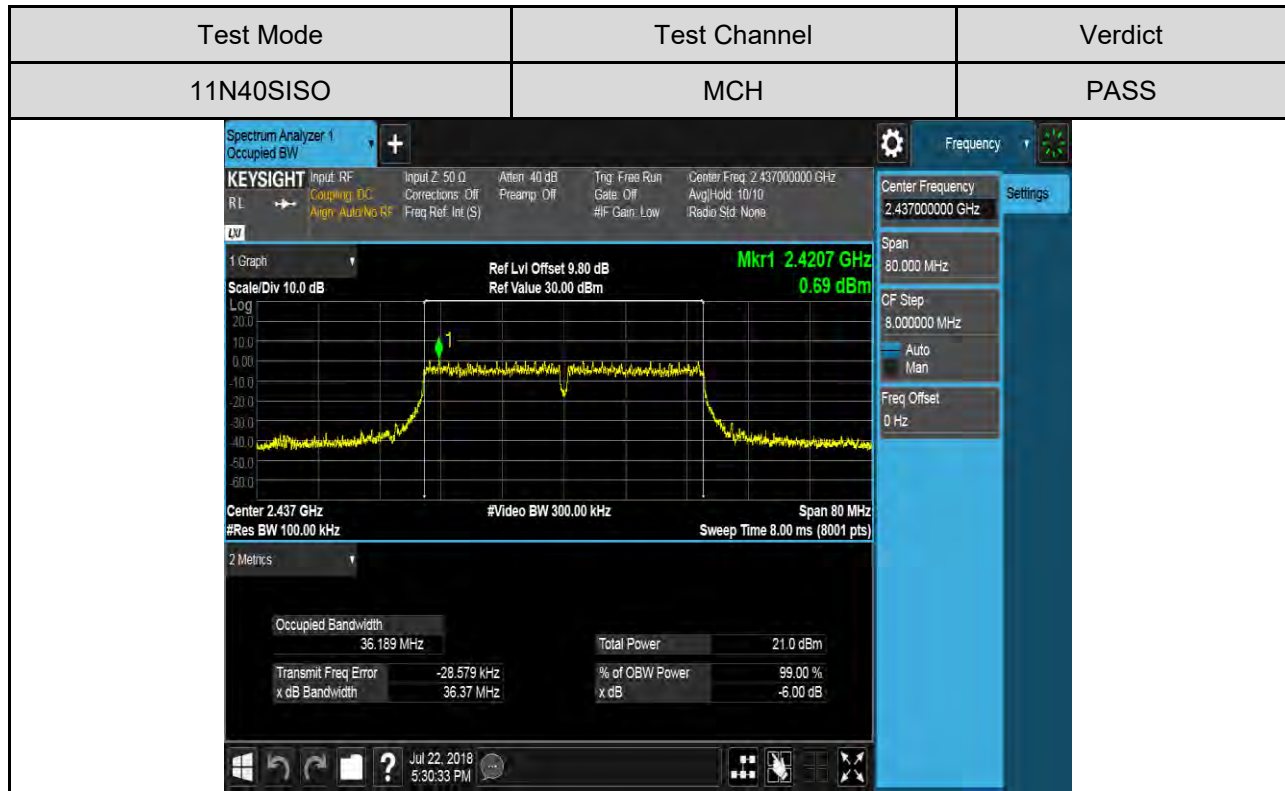 Test Mode Test Channel Verdict
11N40SISO MCH PASS
Spectrum Analyzer 1
Occupied BW
+
Frequency
KEYSIGHT Input: RF Input Z: 50 Ω Atten: 40 dB Trig: Free Run Center Freq: 2.437000000 GHz
RL Coupling: DC Corrections: Off Preamp: Off Gate: Off Avg|Hold: 10/10
Align: Auto/No RF Freq Ref: Int (S) #IF Gain: Low Radio Std: None
LXI
Center Frequency
2.437000000 GHz
Settings
Span
80.000 MHz
CF Step
8.000000 MHz
Auto
Man
Freq Offset
0 Hz
1 Graph
Scale/Div 10.0 dB
Ref Lvl Offset 9.80 dB
Ref Value 30.00 dBm
Mkr1 2.4207 GHz
0.69 dBm
Log
20.0
10.0
0.00
-10.0
-20.0
-30.0
-40.0
-50.0
-60.0
1
Center 2.437 GHz #Video BW 300.00 kHz Span 80 MHz
#Res BW 100.00 kHz Sweep Time 8.00 ms (8001 pts)
2 Metrics
Occupied Bandwidth
36.189 MHz
Total Power 21.0 dBm
Transmit Freq Error -28.579 kHz
% of OBW Power 99.00 %
x dB Bandwidth 36.37 MHz
x dB -6.00 dB
?
Jul 22, 2018
5:30:33 PM